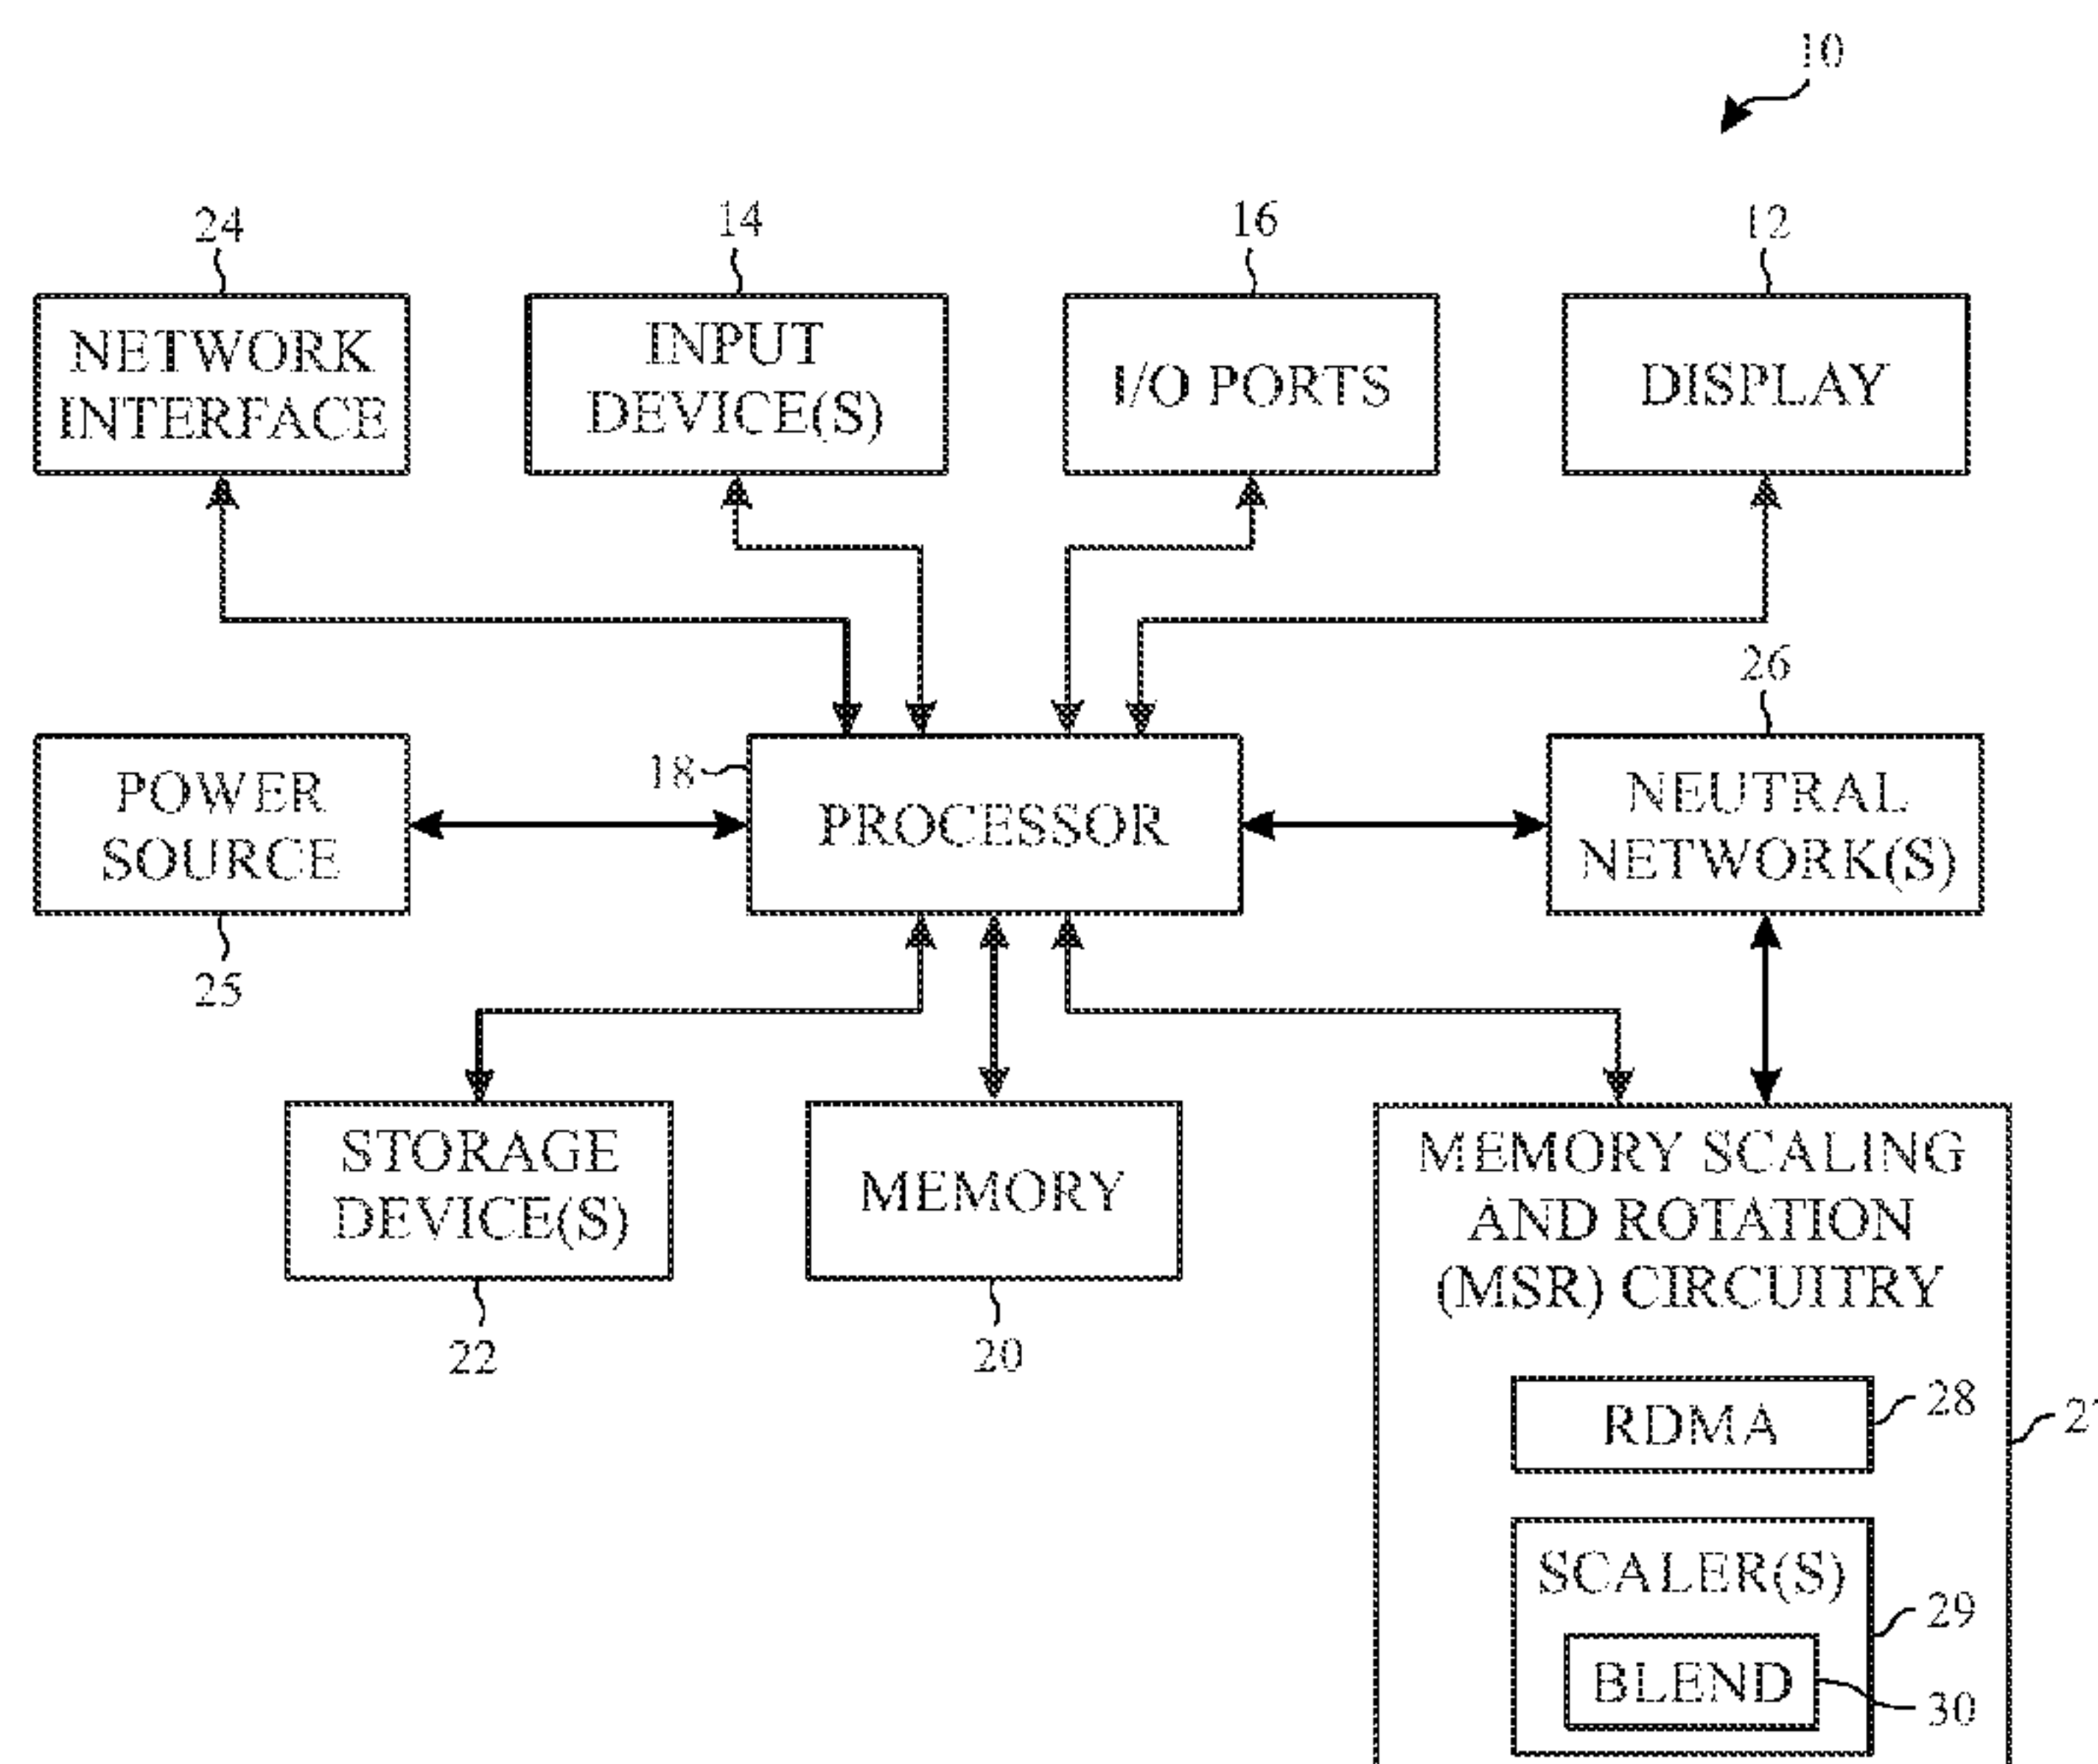 10
24
14
16
12
NETWORK
INTERFACE
INPUT
DEVICE(S)
I/O PORTS
DISPLAY
26
18
POWER
SOURCE
PROCESSOR
NEUTRAL
NETWORK(S)
25
STORAGE
DEVICE(S)
MEMORY
MEMORY SCALING
AND ROTATION
(MSR) CIRCUITRY
22
20
RDMA
28
SCALER(S)
29
BLEND
30